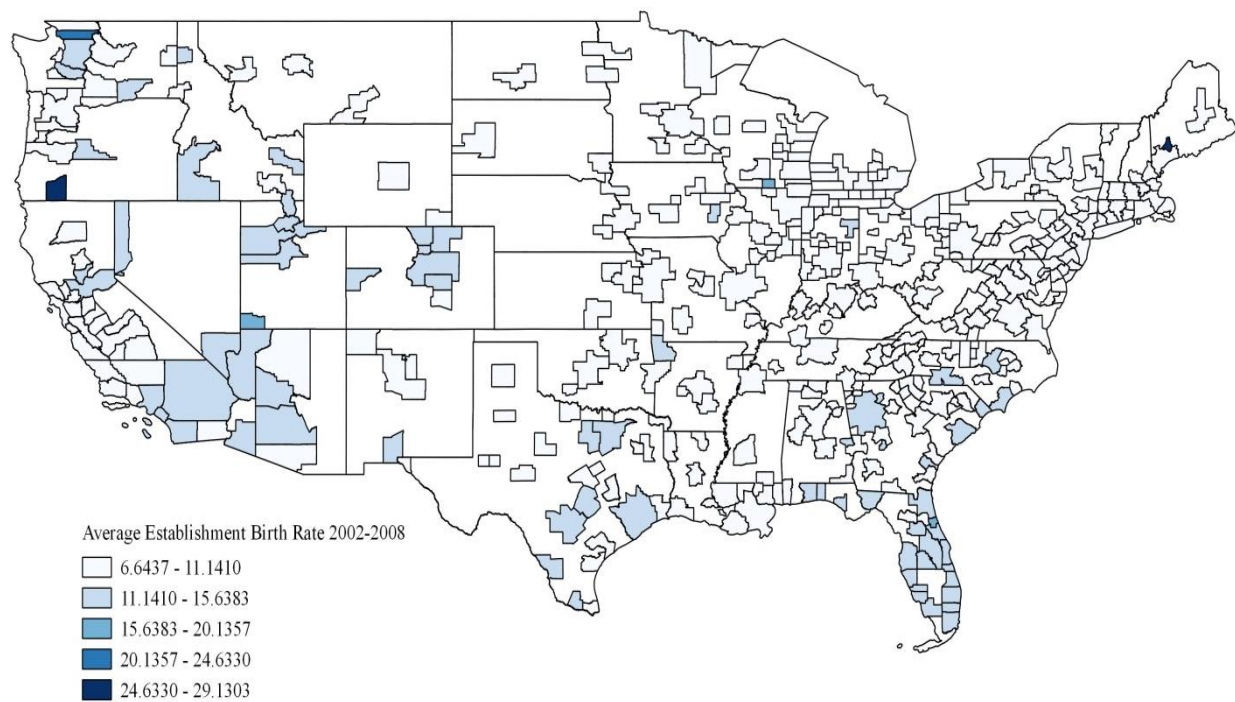 Average Establishment Birth Rate 2002-2008
6.6437 - 11.1410
11.1410 - 15.6383
15.6383 - 20.1357
20.1357 - 24.6330
24.6330 - 29.1303